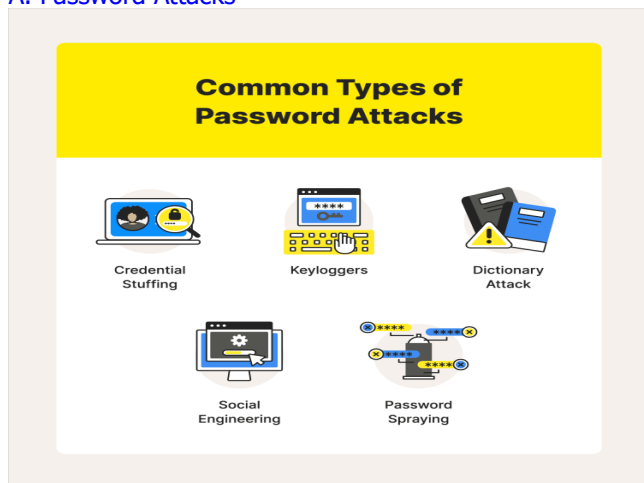 A. Password Attacks
Common Types of
Password Attacks
****
Credential
Stuffing
Keyloggers
Dictionary
Attack
****
****
****
****
Social
Engineering
Password
Spraying